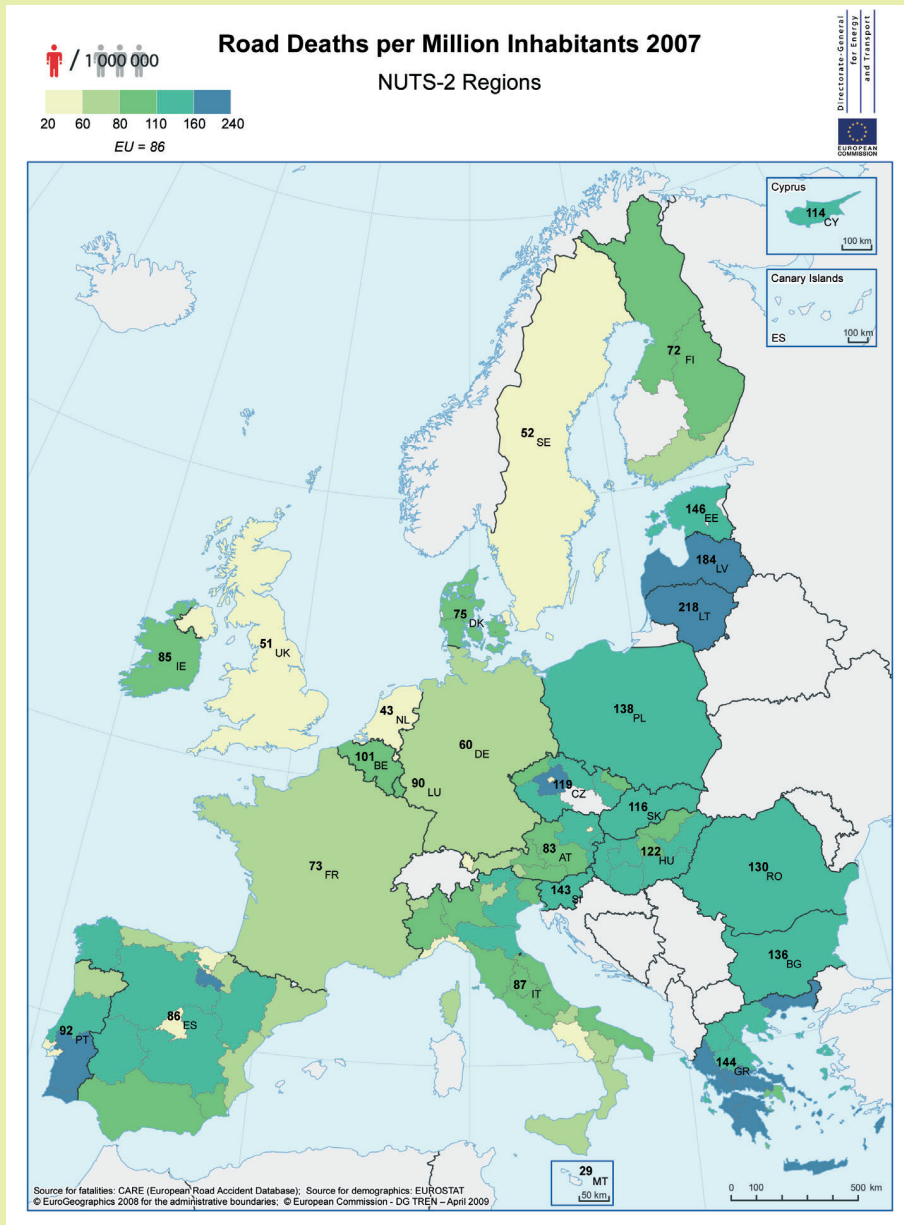 Road Deaths per Million Inhabitants 2007
NUTS-2 Regions
/ 1 000 000
20 60 80 110 160 240
EU = 86
Directorate-General
for Energy
and Transport
EUROPEAN
COMMISSION
Cyprus
114 CY
100 km
Canary Islands
ES
100 km
72 FI
52 SE
146 EE
184 LV
218 LT
75 DK
85 IE
51 UK
43 NL
138 PL
60 DE
101 BE
90 LU
119 CZ
116 SK
83 AT
122 HU
73 FR
143 SI
130 RO
87 IT
136 BG
86 ES
92 PT
144 GR
29 MT
50 km
Source for fatalities: CARE (European Road Accident Database); Source for demographics: EUROSTAT
© EuroGeographics 2008 for the administrative boundaries; © European Commission - DG TREN – April 2009
0 100 500 km